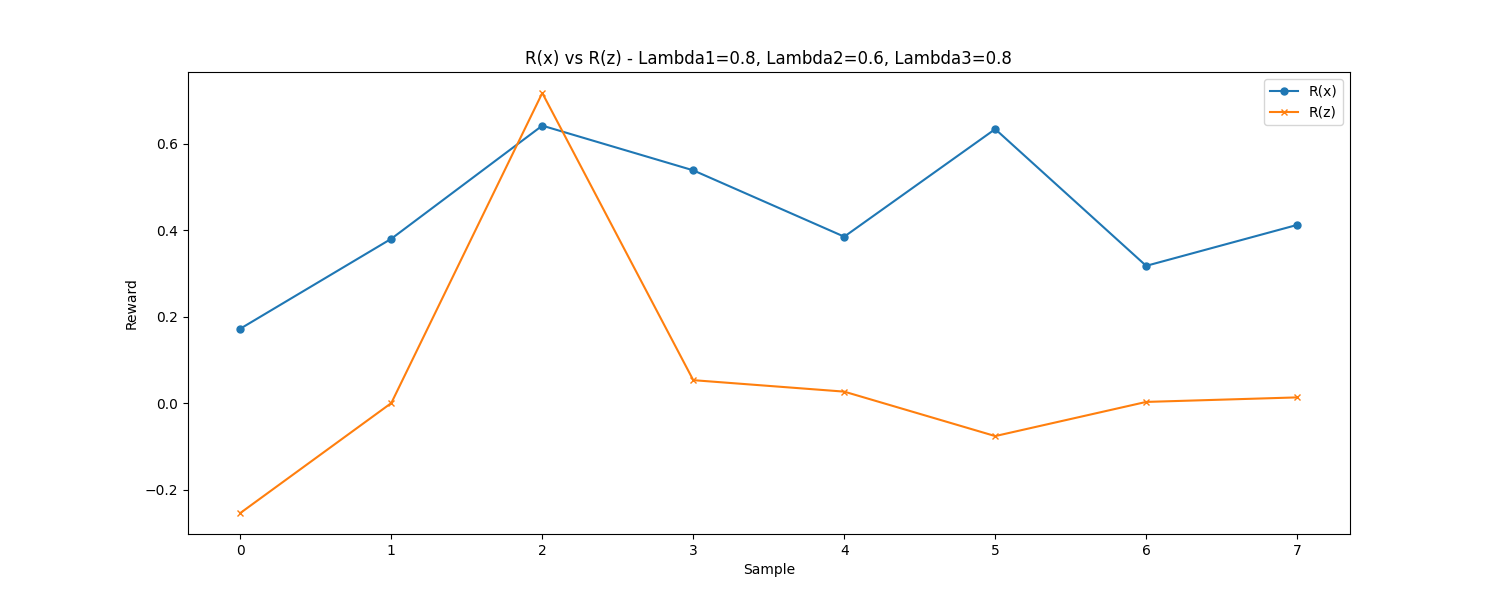 R(x) vs R(z) - Lambda1=0.8, Lambda2=0.6, Lambda3=0.8
R(x)
R(z)
0.6
0.4
0.2
0.0
−0.2
Reward
0 1 2 3 4 5 6 7
Sample